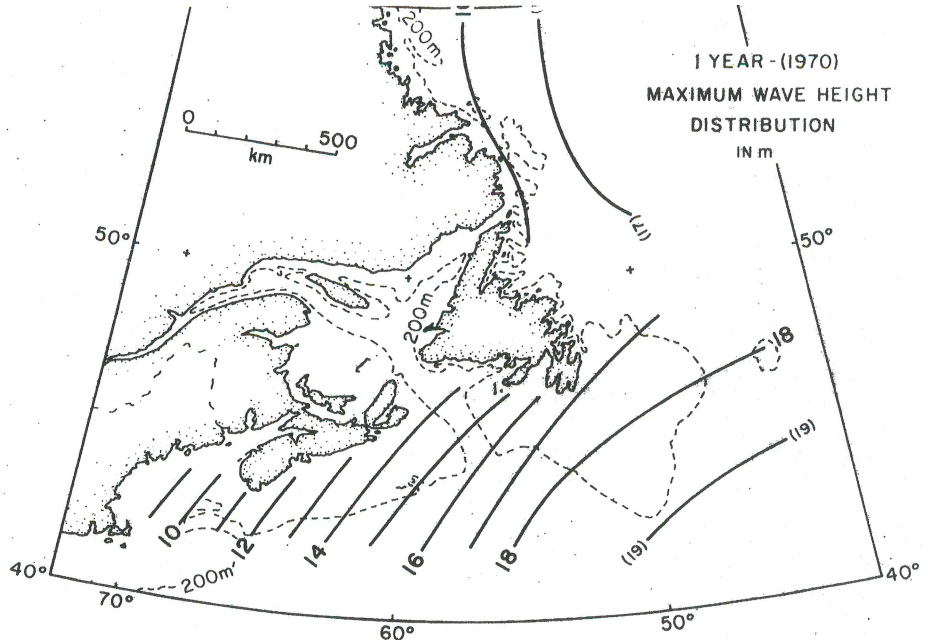 200m
1 YEAR - (1970)
MAXIMUM WAVE HEIGHT
DISTRIBUTION
IN m
0
500
km
(17)
50°
50°
200m
18
(19)
10
12
14
16
18
(19)
40°
200m
40°
70°
60°
50°